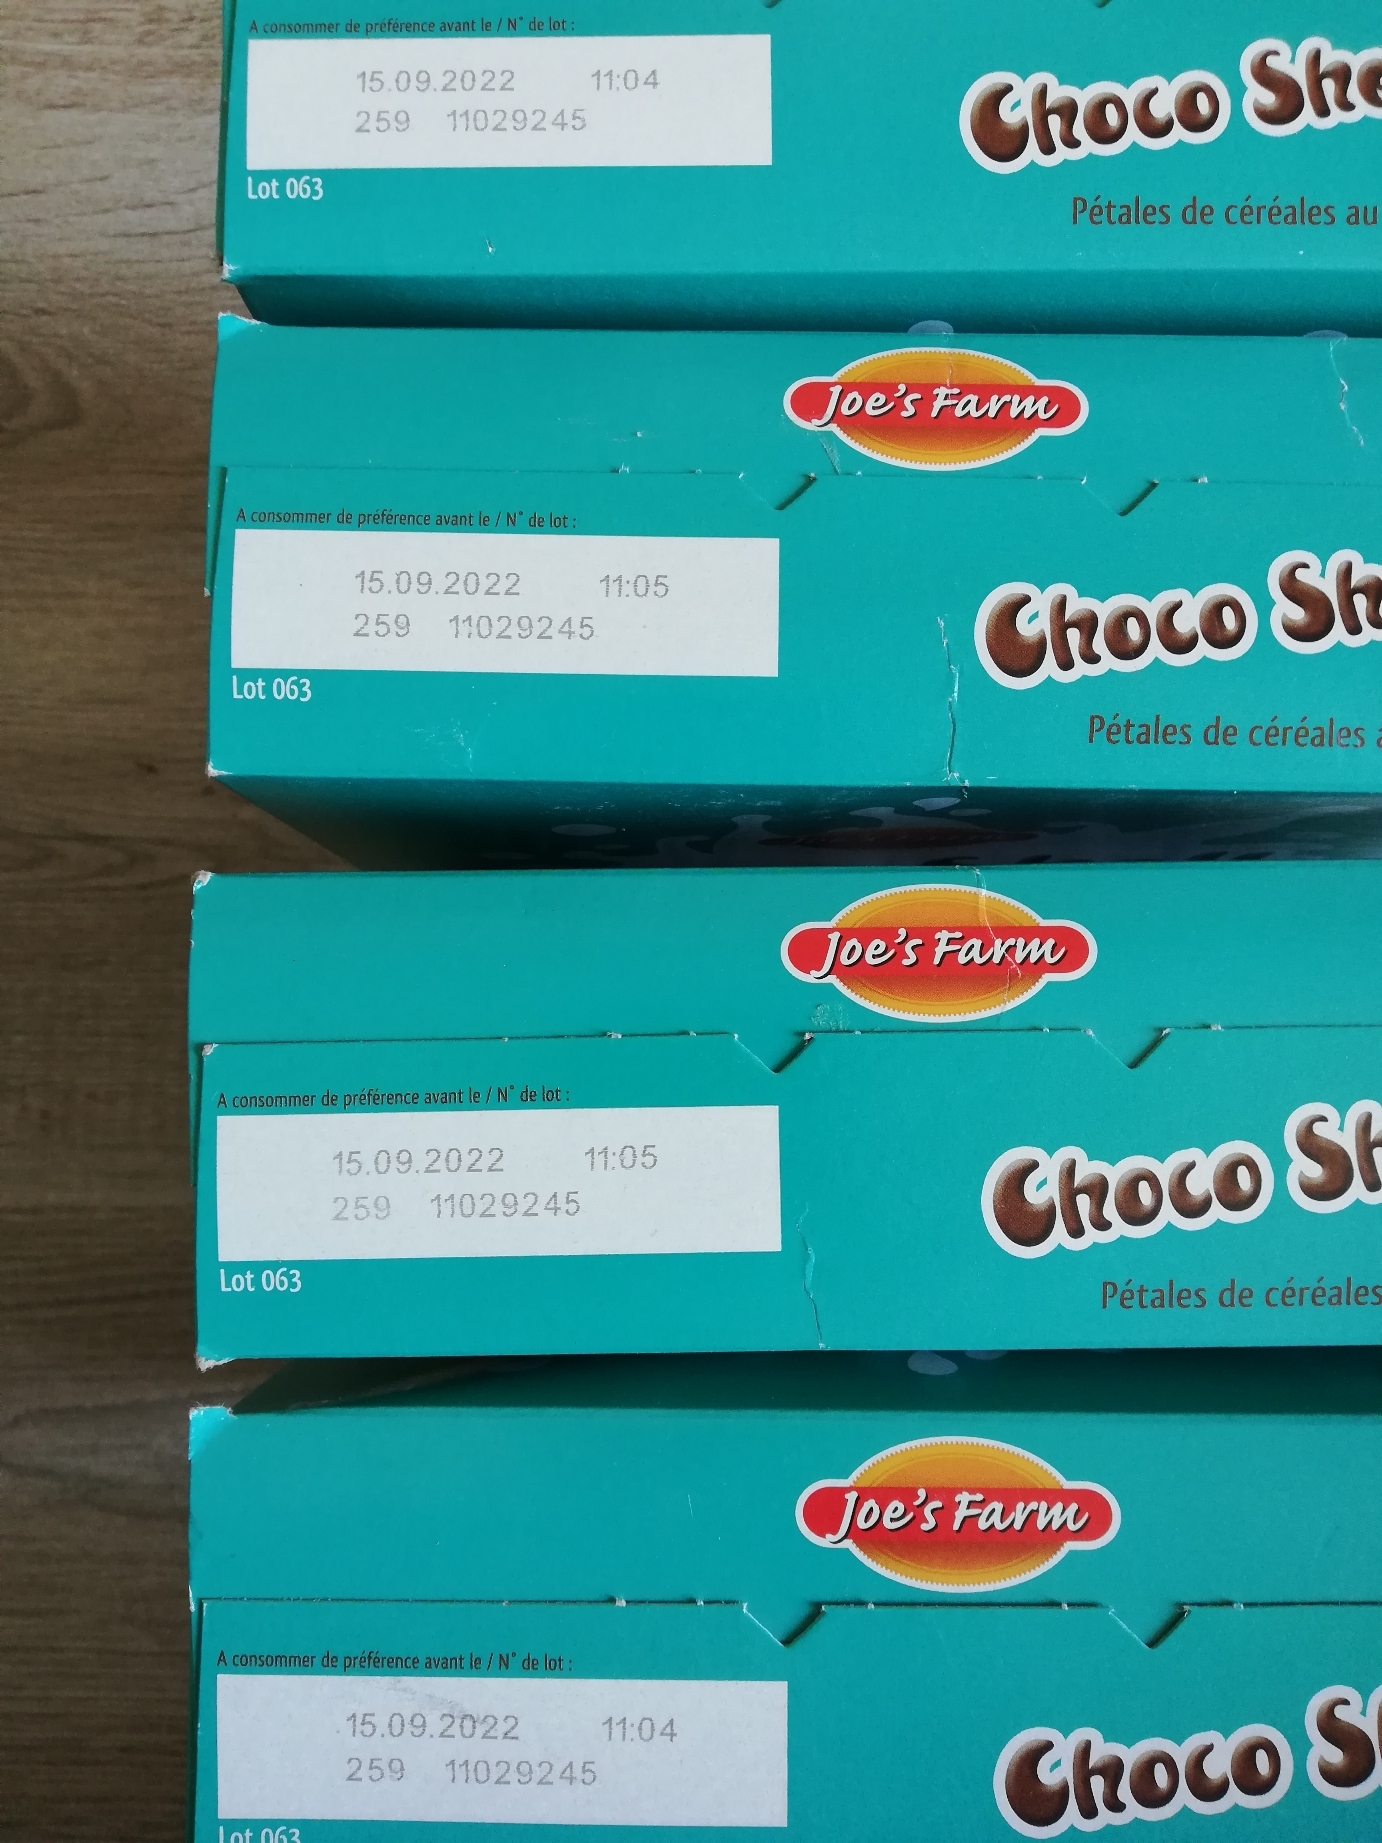 A consommer de préférence avant le / N° de lot :
15.09.2022 11:04
259 11029245
Lot 063
Choco
Pétales de céréales au
Joe's Farm
A consommer de préférence avant le / N° de lot :
15.09.2022 11:05
259 11029245
Lot 063
Choco
Pétales de céréales
Joe's Farm
A consommer de préférence avant le / N° de lot :
15.09.2022 11:05
259 11029245
Lot 063
Choco
Pétales de céréales
Joe's Farm
A consommer de préférence avant le / N° de lot :
15.09.2022 11:04
259 11029245
Lot 063
Choco